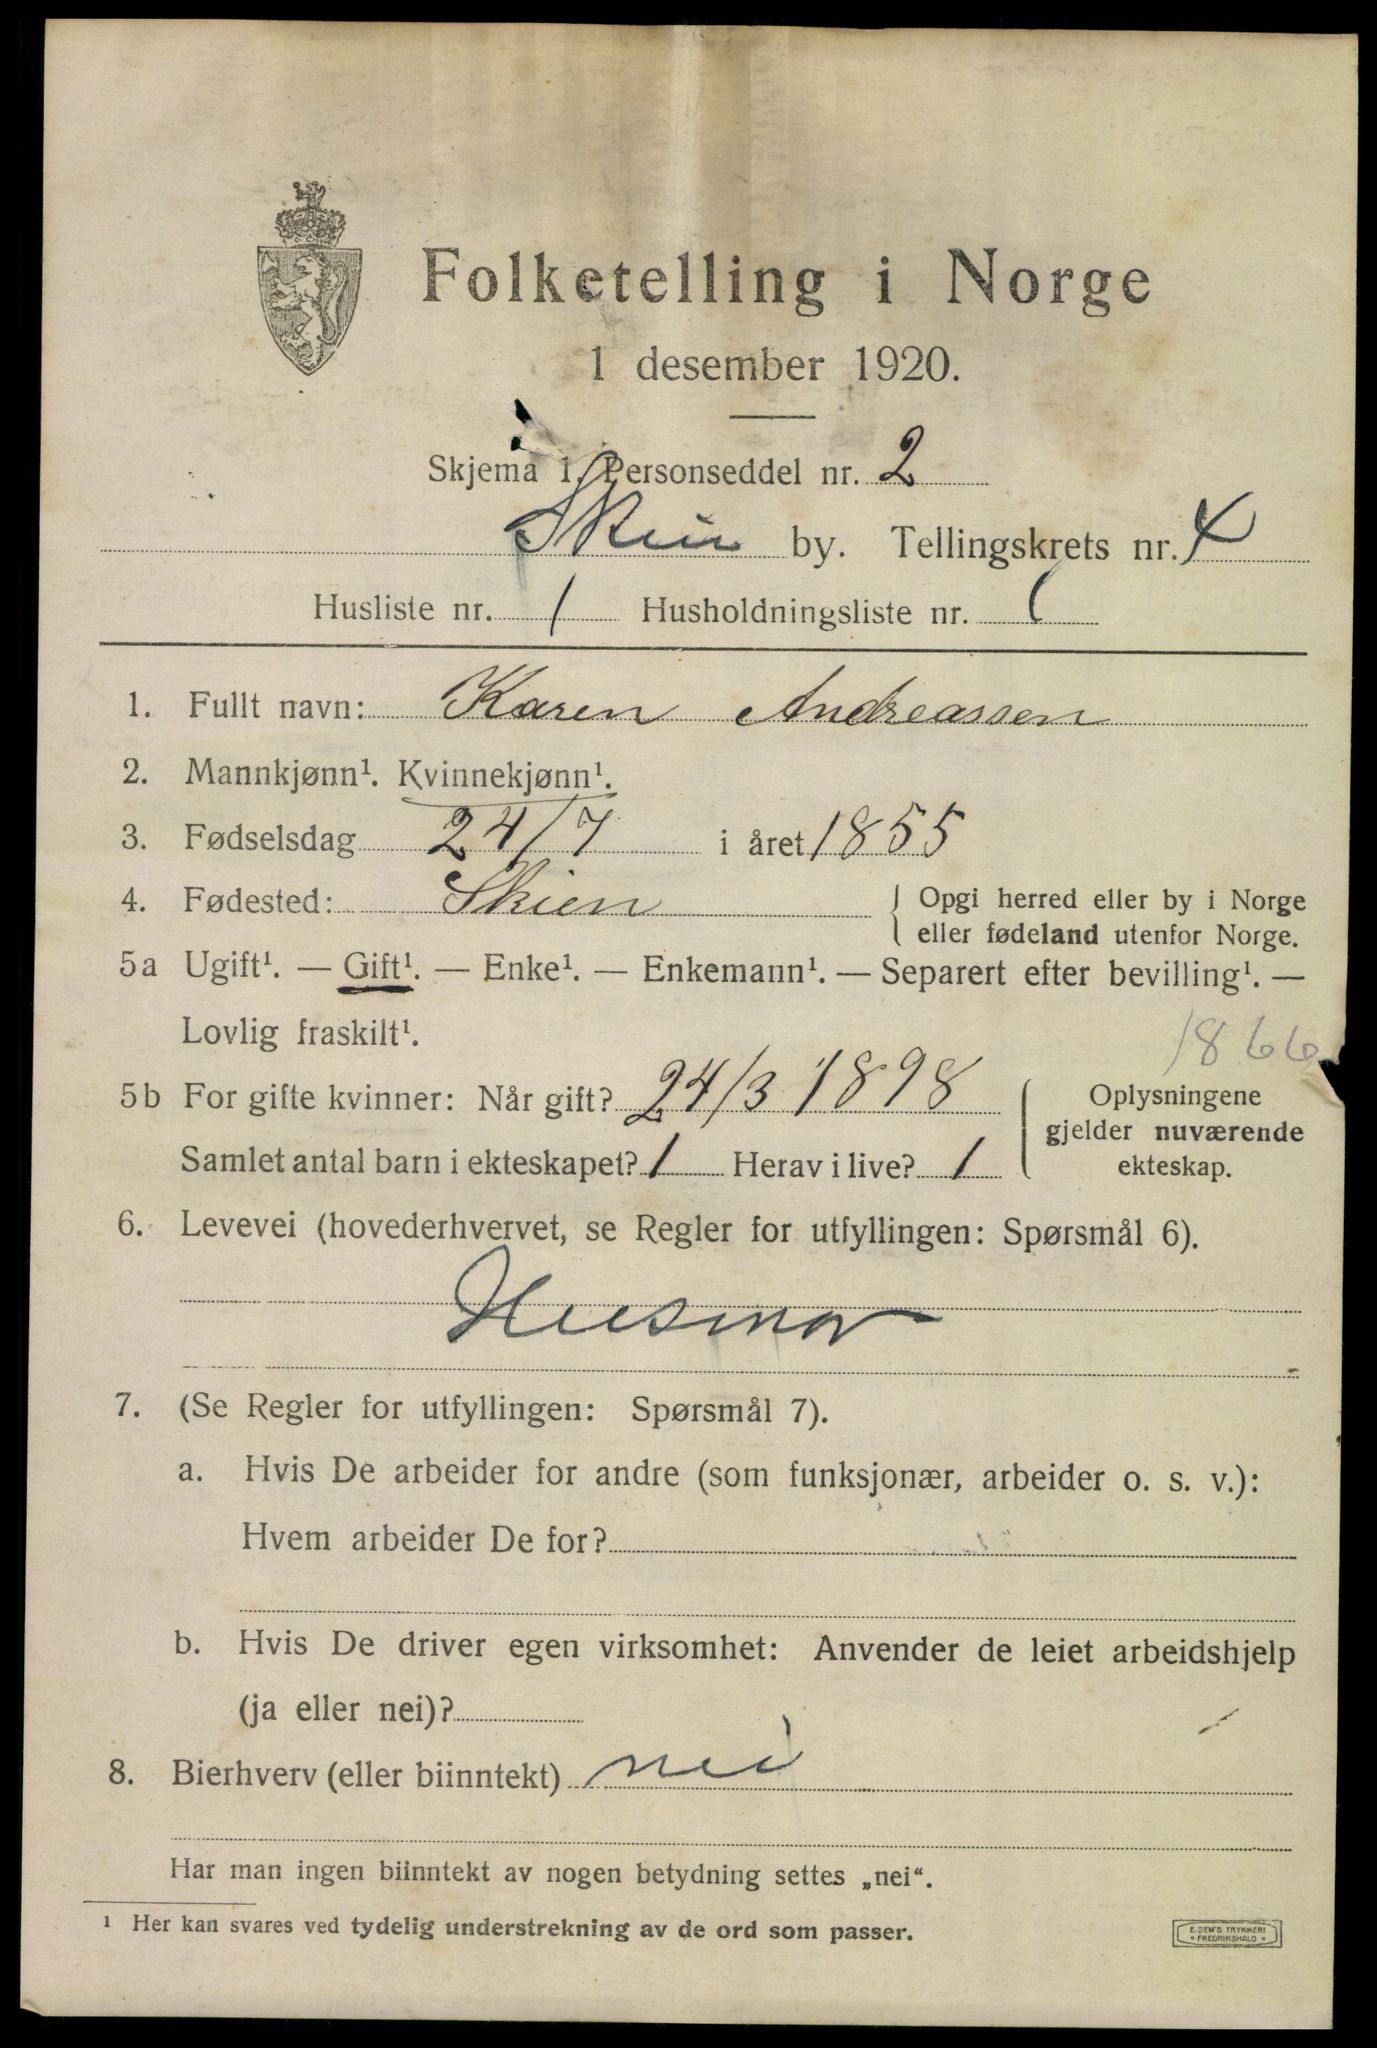 Folketelling i Norge
1 desember 1920.
Skjema 1. Personseddel nr. 2
Skien by. Tellingskrets nr. 4
Husliste nr. 1 Husholdningsliste nr. 1
1. Fullt navn: Karen Andreassen
2. Mannkjønn¹. Kvinnekjønn¹.
3. Fødselsdag 24/7 i året 1855
4. Fødested: Skien { Opgi herred eller by i Norge
eller fødeland utenfor Norge.
5a Ugift¹. — Gift¹. — Enke¹. — Enkemann¹. — Separert efter bevilling¹. —
Lovlig fraskilt¹.
1866
5b For gifte kvinner: Når gift? 24/3 1898
Samlet antal barn i ekteskapet? 1 Herav i live? 1
Oplysningene
gjelder nuværende
ekteskap.
6. Levevei (hovederhvervet, se Regler for utfyllingen: Spørsmål 6).
Husmor
7. (Se Regler for utfyllingen: Spørsmål 7).
a. Hvis De arbeider for andre (som funksjonær, arbeider o. s. v.):
Hvem arbeider De for?
b. Hvis De driver egen virksomhet: Anvender de leiet arbeidshjelp
(ja eller nei)?
8. Bierhverv (eller biinntekt) nei
Har man ingen biinntekt av nogen betydning settes „nei“.
¹ Her kan svares ved tydelig understrekning av de ord som passer.
E. SEM'S TRYKKERI
* FREDRIKSHALD *